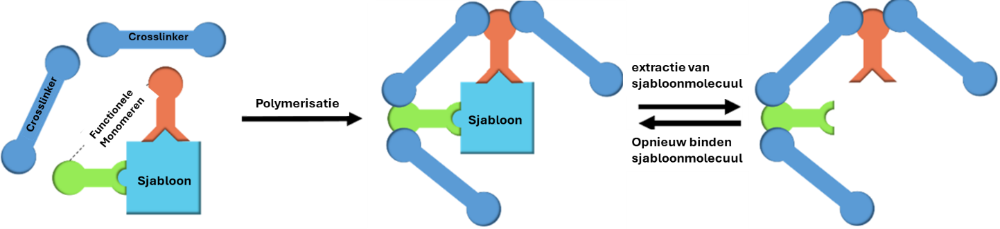 Crosslinker
Crosslinker
Functionele
Monomeren
Sjabloon
Polymerisatie
Sjabloon
extractie van
sjabloonmolecuul
Opnieuw binden
sjabloonmolecuul